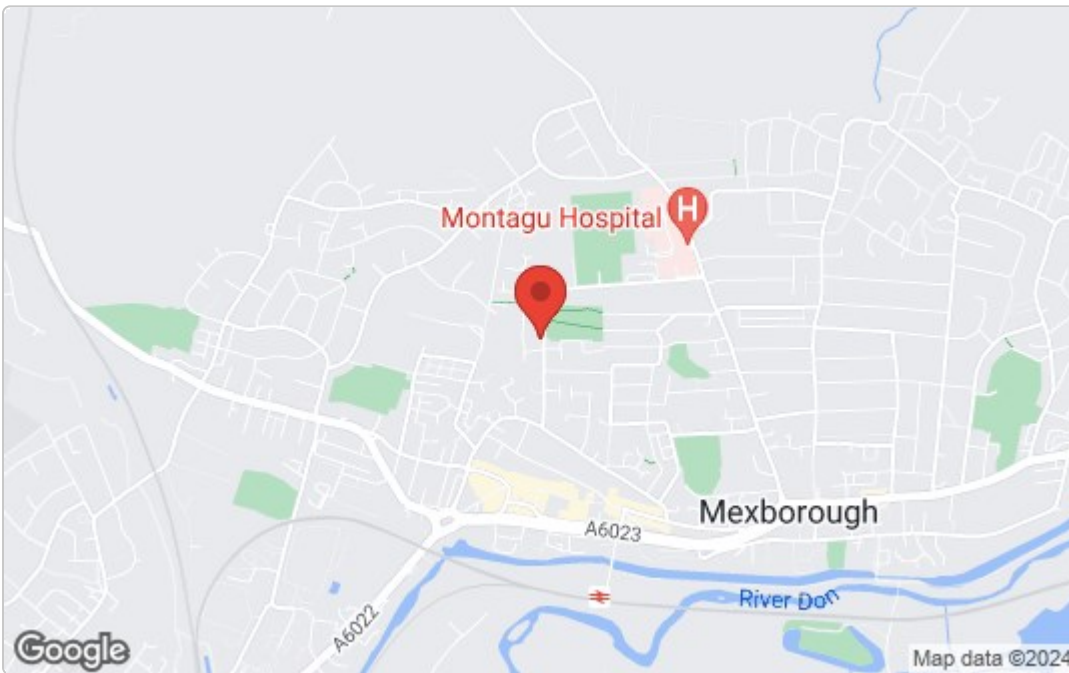 Montagu Hospital
H
Mexborough
A6023
River Don
A6022
Google
Map data ©2024